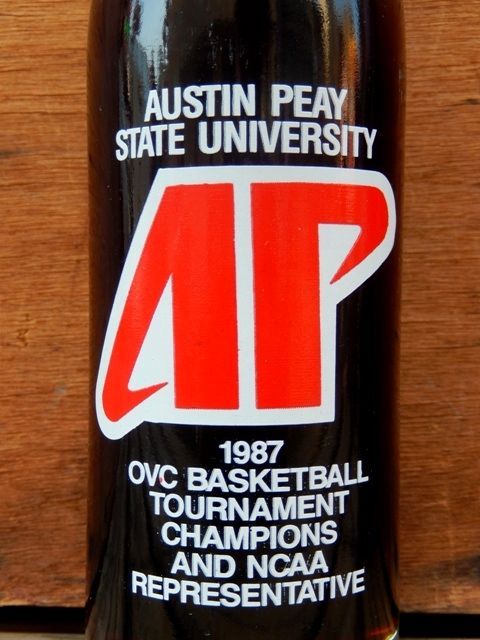 AUSTIN PEAY
STATE UNIVERSITY
AP
1987
OVC BASKETBALL
TOURNAMENT
CHAMPIONS
AND NCAA
REPRESENTATIVE